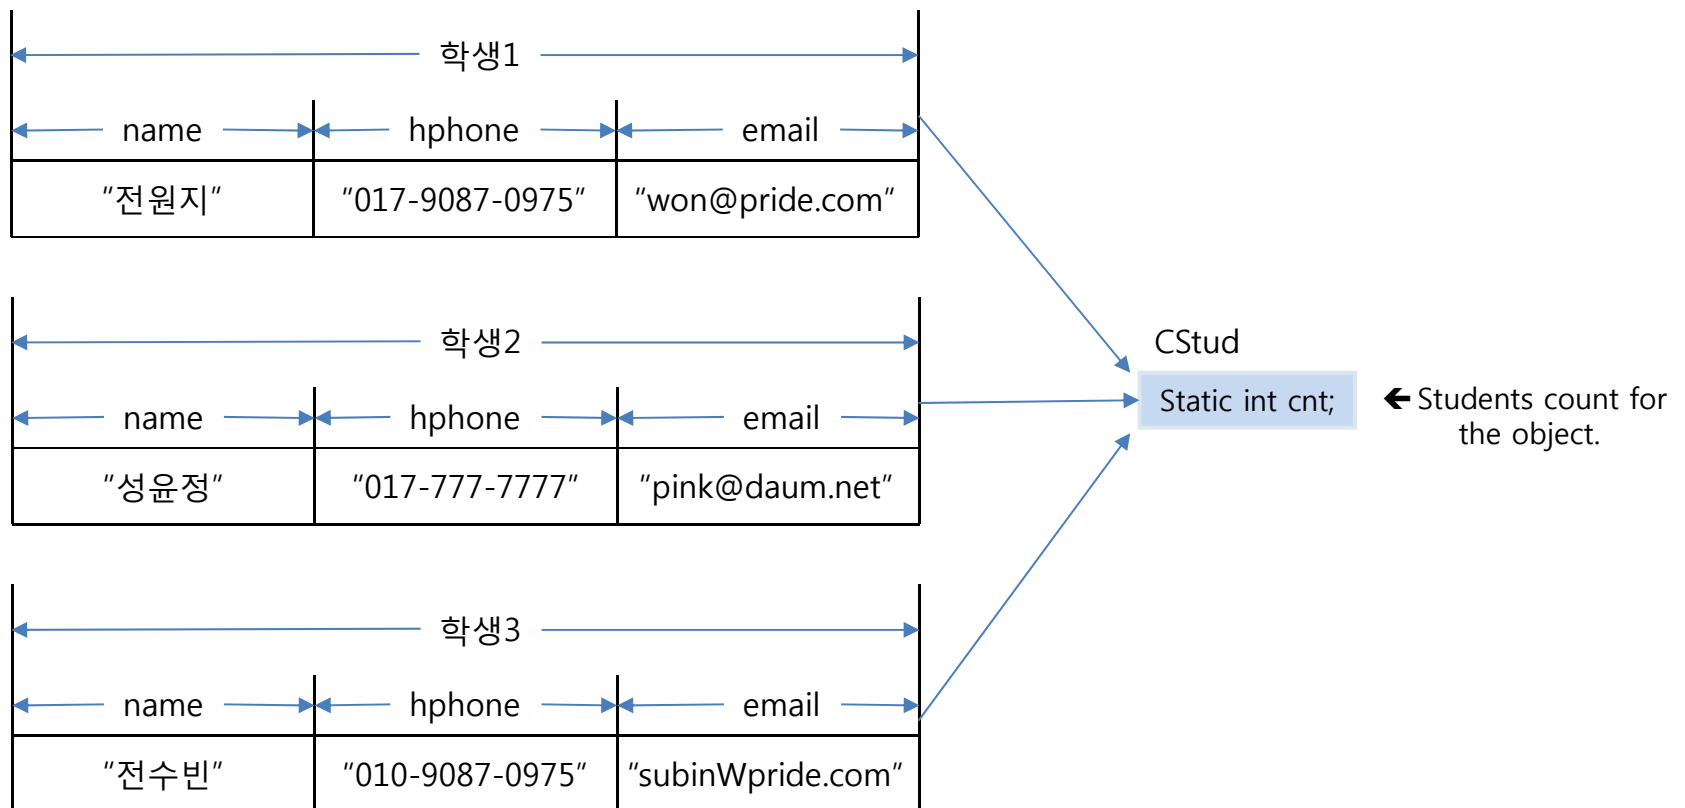 학생1
name hphone email
"전원지" "017-9087-0975" "won@pride.com"
학생2
name hphone email
"성윤정" "017-777-7777" "pink@daum.net"
학생3
name hphone email
"전수빈" "010-9087-0975" "subinWpride.com"
CStud
Static int cnt;
🡸 Students count for
the object.